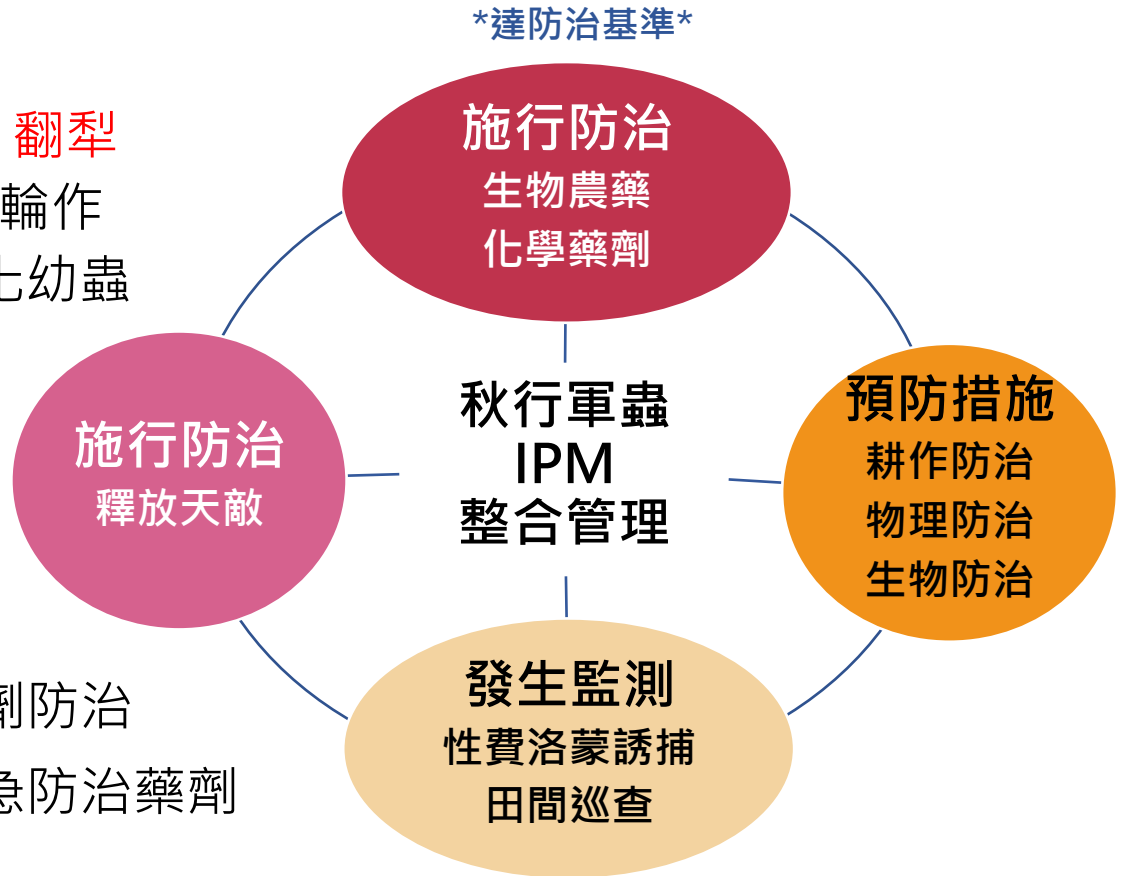 *達防治基準*
翻犁
輪作
幼蟲
防治
防治藥劑
施行防治
生物農藥
化學藥劑
施行防治
釋放天敵
秋行軍蟲
IPM
整合管理
預防措施
耕作防治
物理防治
生物防治
發生監測
性費洛蒙誘捕
田間巡查